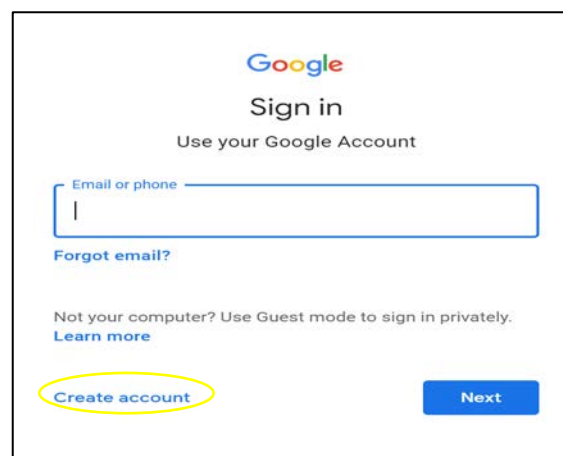 Google
Sign in
Use your Google Account
Email or phone
Forgot email?
Not your computer? Use Guest mode to sign in privately.
Learn more
Create account
Next